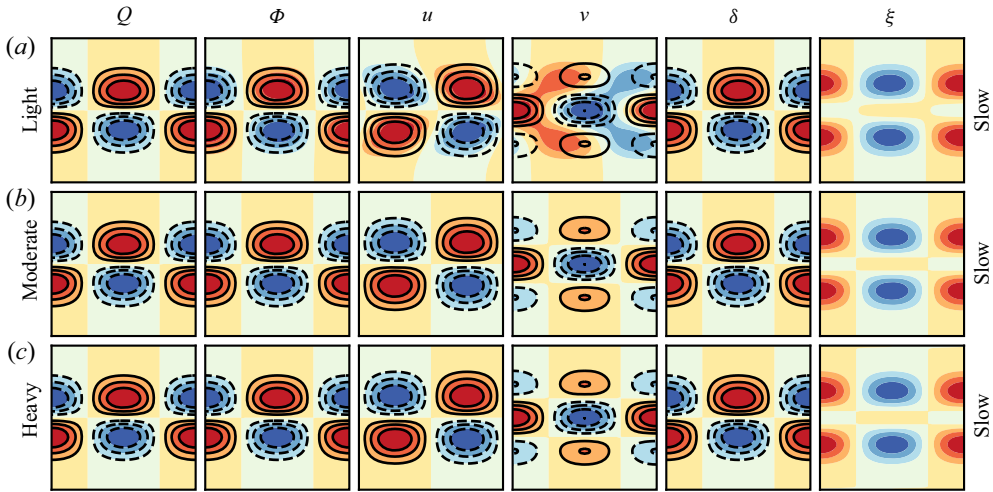 Q Φ u v δ ξ
(a) Light Slow
(b) Moderate Slow
(c) Heavy Slow